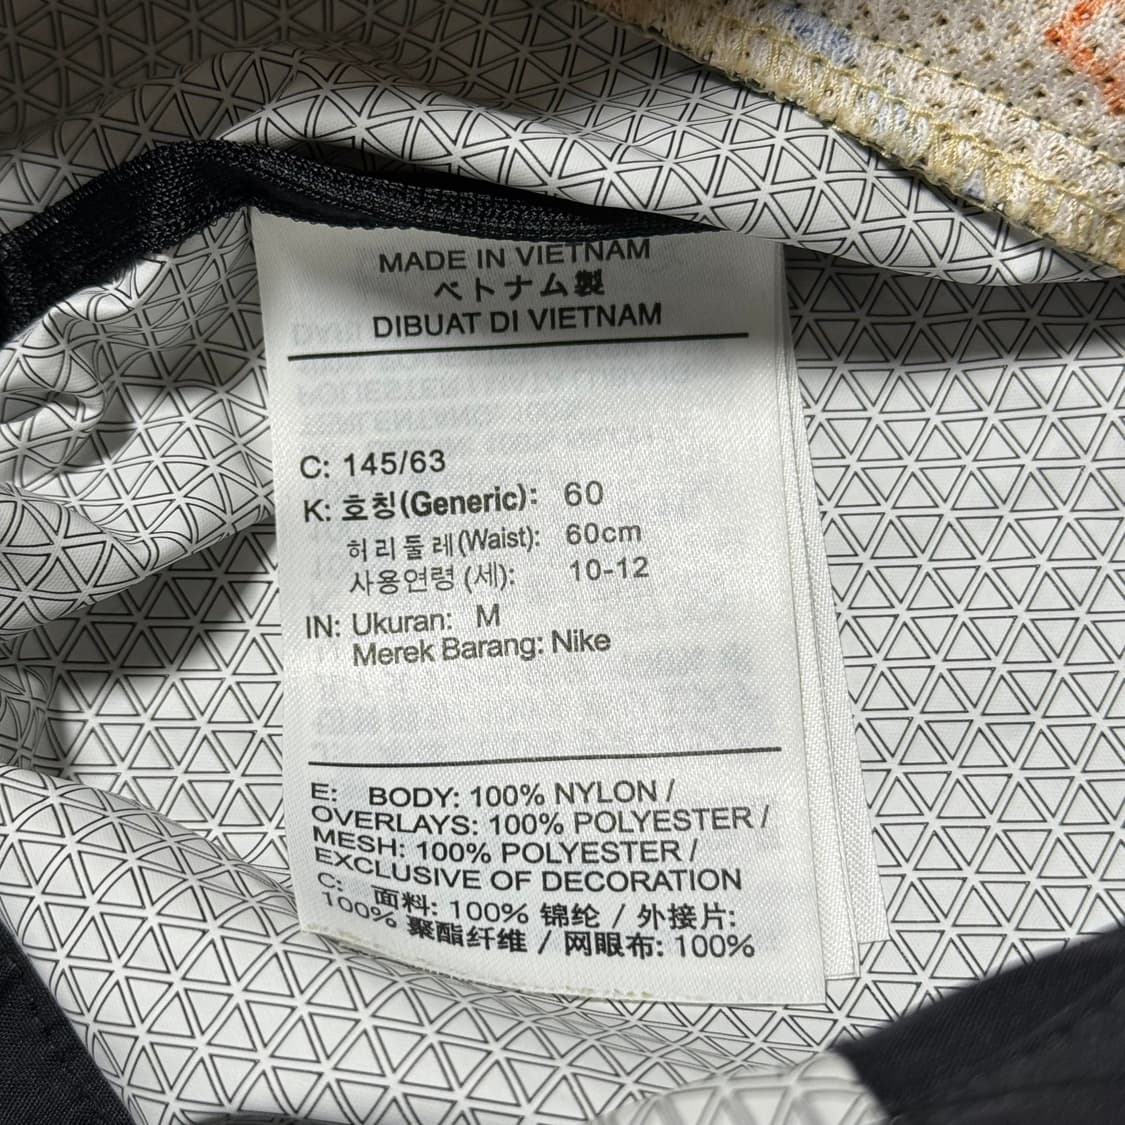 MADE IN VIETNAM
ベトナム製
DIBUAT DI VIETNAM
C: 145/63
K: 호칭(Generic): 60
허리둘레(Waist): 60cm
사용연령(세): 10-12
IN: Ukuran: M
Merek Barang: Nike
E: BODY: 100% NYLON /
OVERLAYS: 100% POLYESTER /
MESH: 100% POLYESTER /
EXCLUSIVE OF DECORATION
C: 面料: 100% 锦纶 / 外接片:
100% 聚酯纤维 / 网眼布: 100%